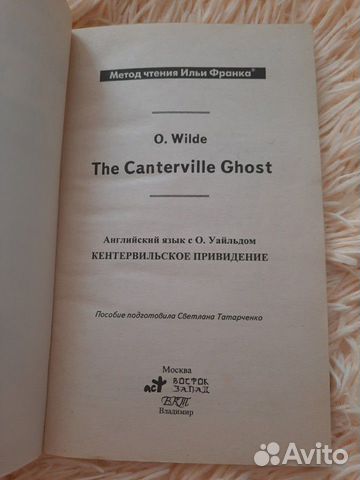 Метод чтения Ильи Франка®
O. Wilde
The Canterville Ghost
Английский язык с О. Уайльдом
КЕНТЕРВИЛЬСКОЕ ПРИВИДЕНИЕ
Пособие подготовила Светлана Татарченко
Москва
аст ВОСТОК
ЗАПАД
ВКТ
Владимир
Avito